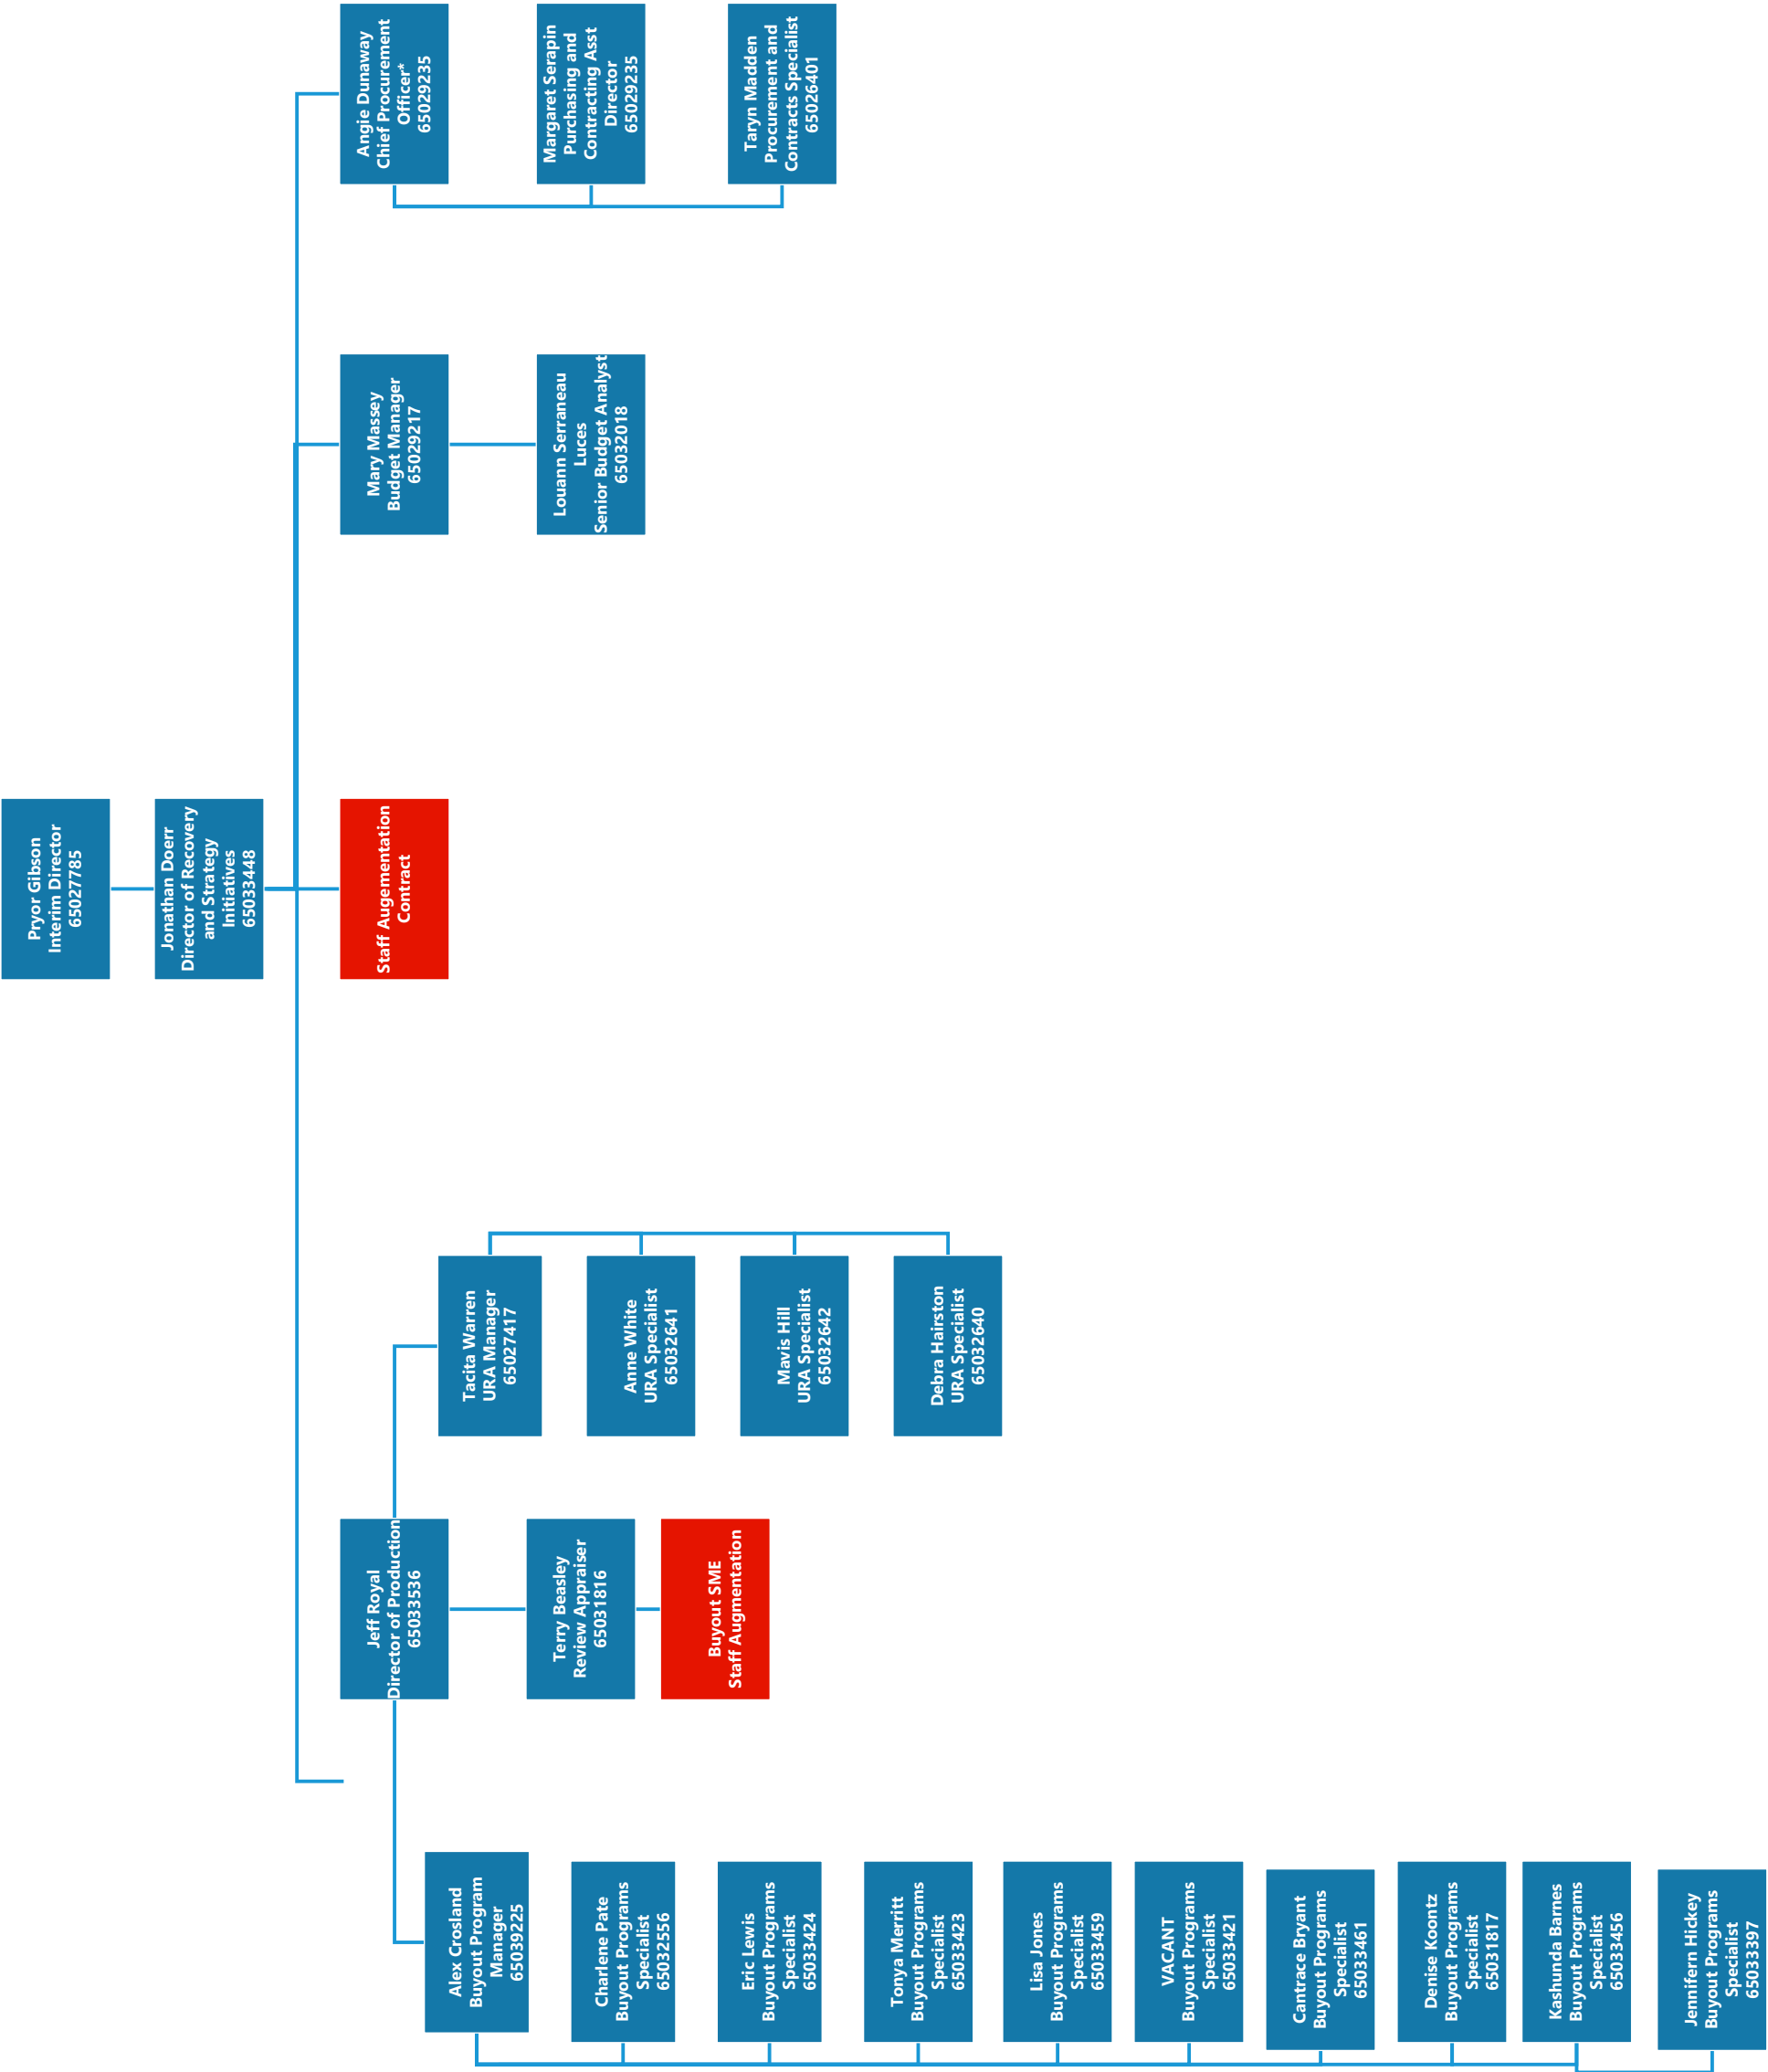 Pryor Gibson
Interim Director
65027785
Jonathan Doerr
Director of Recovery
and Strategy
Initiatives
65033448
Staff Augementation
Contract
Angie Dunaway
Chief Procurement
Officer*
65029235
Margaret Serapin
Purchasing and
Contracting Asst
Director
65029235
Taryn Madden
Procurement and
Contracts Specialist
65026401
Mary Massey
Budget Manager
65029217
Louann Serraneau
Luces
Senior Budget Analyst
65032018
Jeff Royal
Director of Production
65033536
Terry Beasley
Review Appraiser
65031816
Buyout SME
Staff Augmentation
Tacita Warren
URA Manager
65027417
Anne White
URA Specialist
65032641
Mavis Hill
URA Specialist
65032642
Debra Hairston
URA Specialist
65032640
Alex Crosland
Buyout Program
Manager
65039225
Charlene Pate
Buyout Programs
Specialist
65032556
Eric Lewis
Buyout Programs
Specialist
65033424
Tonya Merritt
Buyout Programs
Specialist
65033423
Lisa Jones
Buyout Programs
Specialist
65033459
VACANT
Buyout Programs
Specialist
65033421
Cantrace Bryant
Buyout Programs
Specialist
65033461
Denise Koontz
Buyout Programs
Specialist
65031817
Kashunda Barnes
Buyout Programs
Specialist
65033456
Jennifern Hickey
Buyout Programs
Specialist
65033397